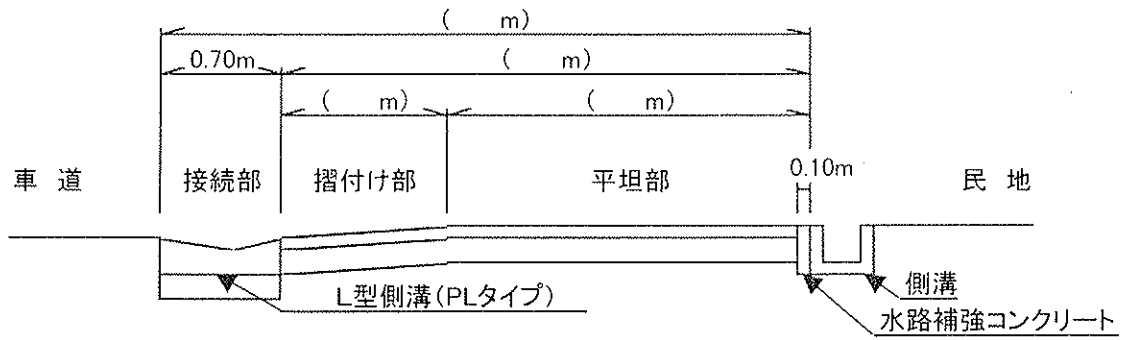 ( m)
0.70m ( m)
( m) ( m)
0.10m
車 道 接続部 摺付け部 平坦部 民 地
L型側溝(PLタイプ) 側溝
水路補強コンクリート